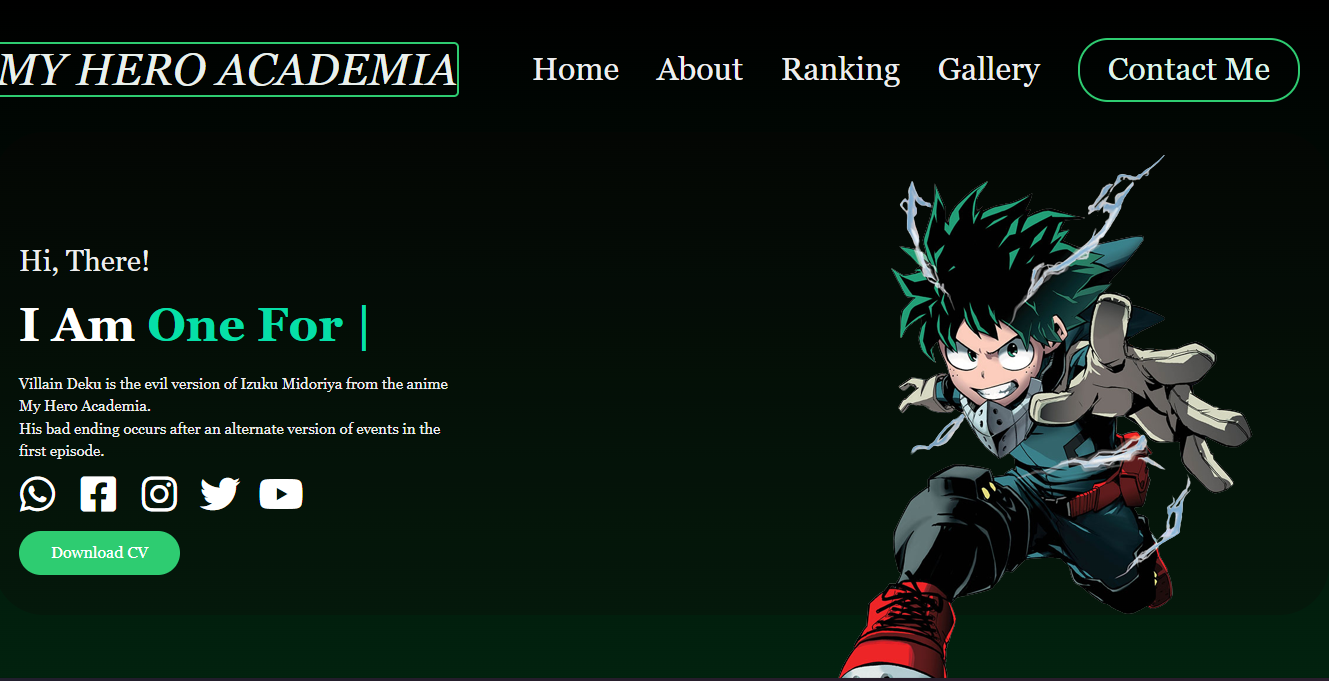 MY HERO ACADEMIA
Home
About
Ranking
Gallery
Contact Me
Hi, There!
I Am One For |
Villain Deku is the evil version of Izuku Midoriya from the anime
My Hero Academia.
His bad ending occurs after an alternate version of events in the
first episode.
Download CV